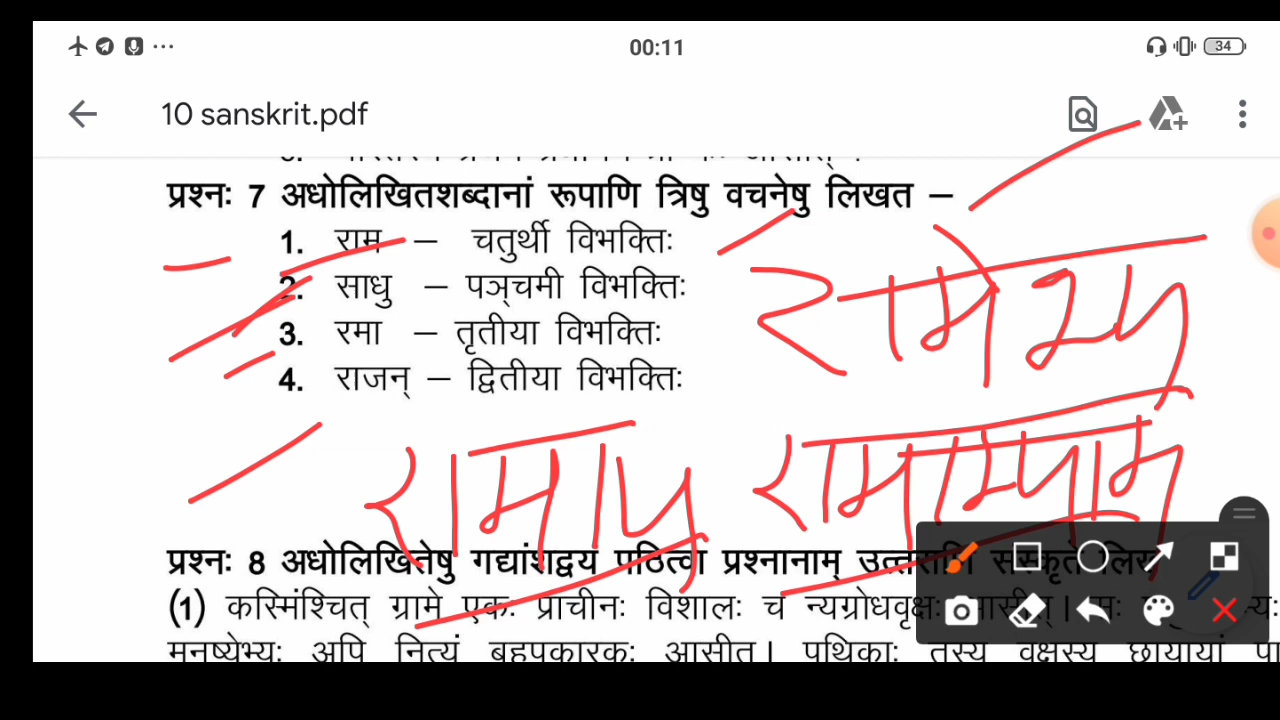 00:11
34
10 sanskrit.pdf
प्रश्नः 7 अधोलिखितशब्दानां रूपाणि त्रिषु वचनेषु लिखत –
1. राम – चतुर्थी विभक्तिः
2. साधु – पञ्चमी विभक्तिः
3. रमा – तृतीया विभक्तिः
4. राजन् – द्वितीया विभक्तिः
रामाय
प्रश्नः 8 अधोलिखितेषु गद्यांशद्वय पठित्वा प्रश्नानाम् उत्तराणि संस्कृते
(1) कस्मिंश्चित् ग्रामे एकः प्राचीनः विशालः च न्यग्रोधवृक्षः आसीत् ।
मनुष्येभ्यः अपि नित्यं बहूपकारकः आसीत् । पथिकाः तस्य वृक्षस्य छायायां